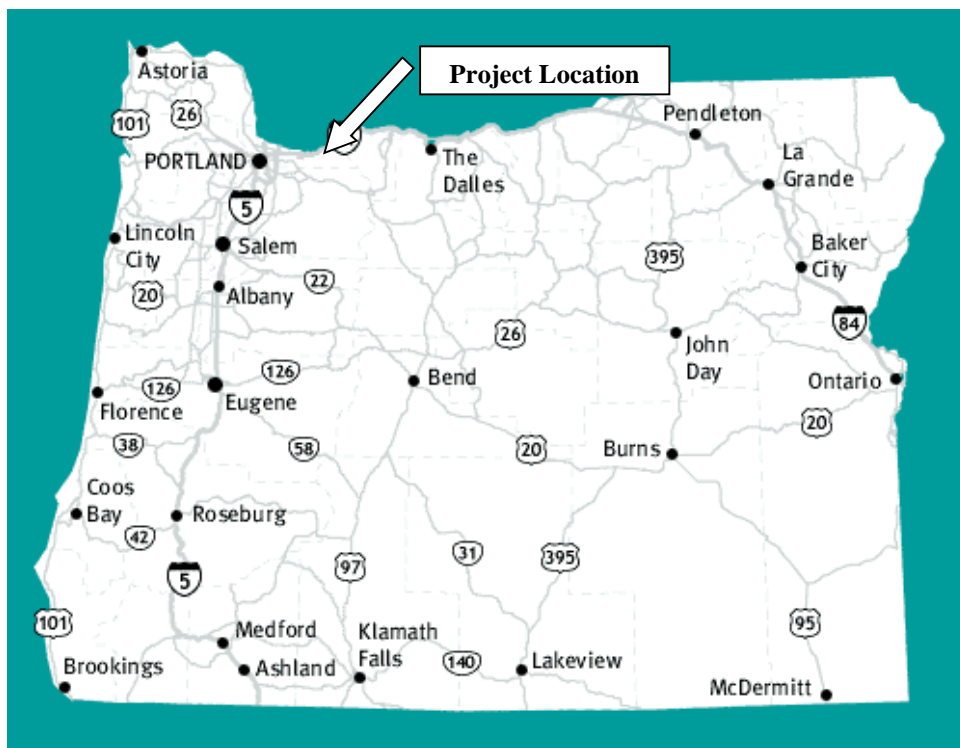 Project Location
Astoria
101
26
PORTLAND
The
Dalles
Pendleton
La
Grande
5
Lincoln
City
Salem
22
395
Baker
City
20
Albany
26
84
John
Day
126
126
Bend
Ontario
Florence
Eugene
38
58
20
Burns
20
Coos
Bay
Roseburg
42
31
395
97
5
101
Medford
Klamath
Falls
95
Brookings
Ashland
140
Lakeview
McDermitt